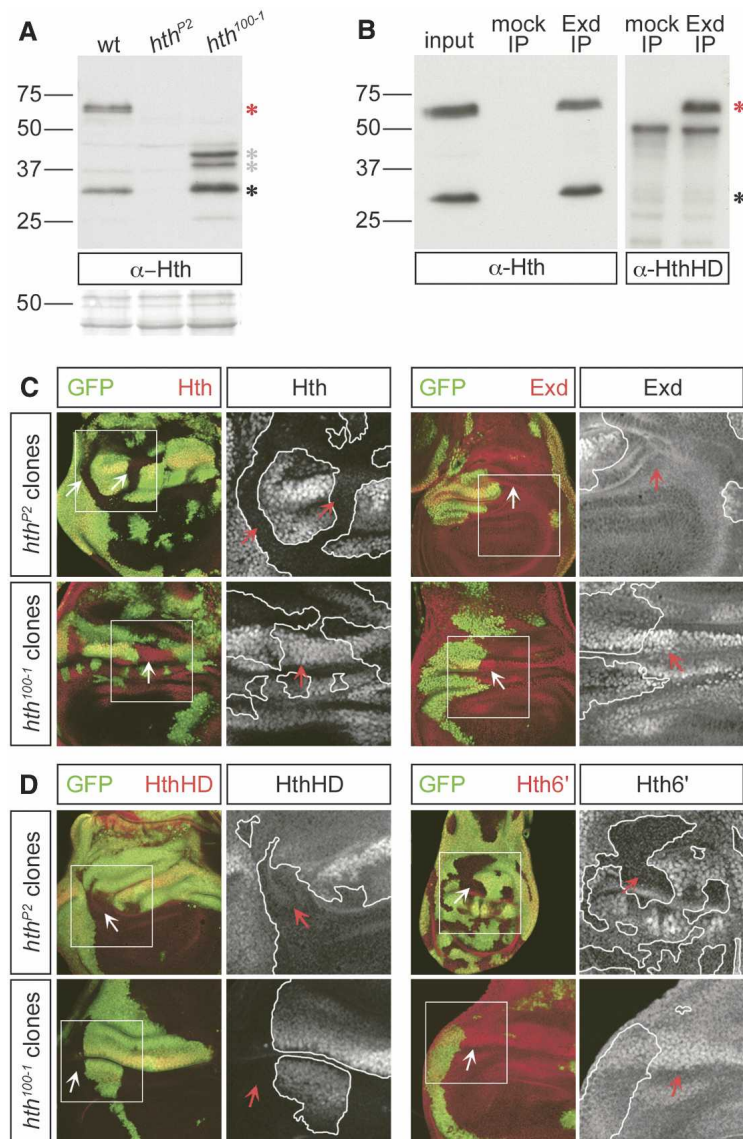 A
wt hth^P2 hth^100-1
75
50
37
25
*
*
*
*
α–Hth
50
B
input mock IP Exd IP mock IP Exd IP
75
50
37
25
*
*
α-Hth α-HthHD
C
GFP Hth Hth GFP Exd Exd
hth^P2 clones
hth^100-1 clones
D
GFP HthHD HthHD GFP Hth6' Hth6'
hth^P2 clones
hth^100-1 clones